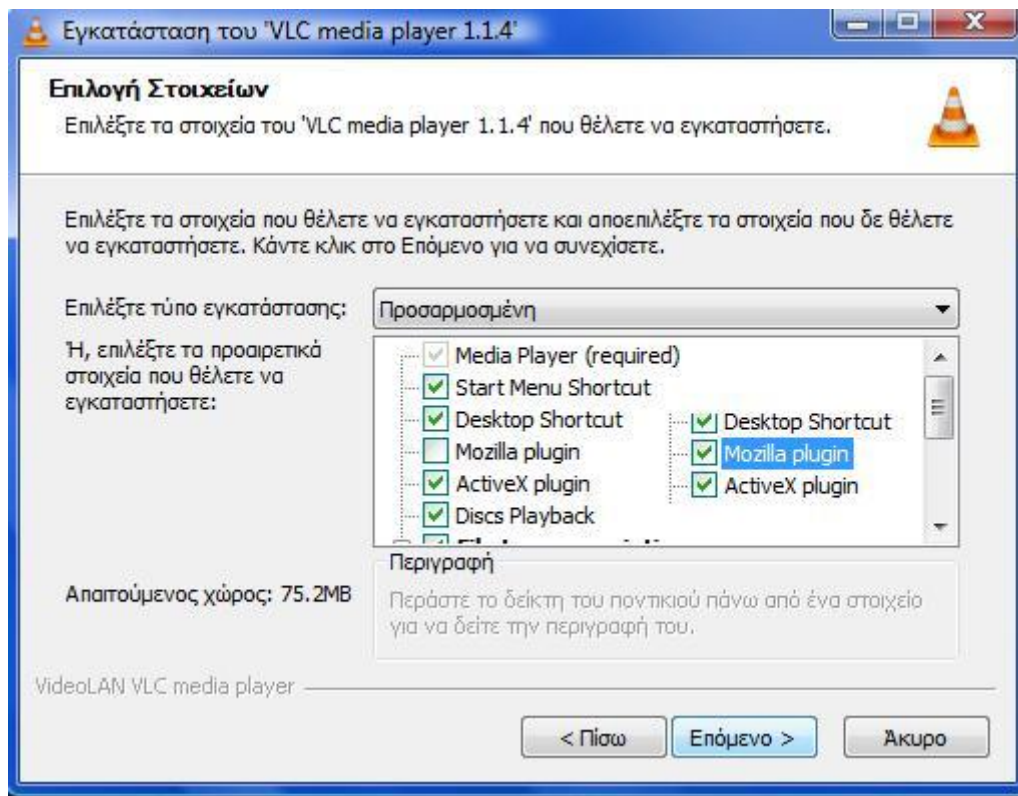 Εγκατάσταση του 'VLC media player 1.1.4'
Επιλογή Στοιχείων
Επιλέξτε τα στοιχεία του 'VLC media player 1.1.4' που θέλετε να εγκαταστήσετε.
Επιλέξτε τα στοιχεία που θέλετε να εγκαταστήσετε και αποεπιλέξτε τα στοιχεία που δε θέλετε
να εγκαταστήσετε. Κάντε κλικ στο Επόμενο για να συνεχίσετε.
Επιλέξτε τύπο εγκατάστασης:
Προσαρμοσμένη
Ή, επιλέξτε τα προαιρετικά
στοιχεία που θέλετε να
εγκαταστήσετε:
Media Player (required)
Start Menu Shortcut
Desktop Shortcut
Mozilla plugin
ActiveX plugin
Discs Playback
Desktop Shortcut
Mozilla plugin
ActiveX plugin
Απαιτούμενος χώρος: 75.2MB
Περιγραφή
Περάστε το δείκτη του ποντικιού πάνω από ένα στοιχείο
για να δείτε την περιγραφή του.
VideoLAN VLC media player
< Πίσω
Επόμενο >
Άκυρο